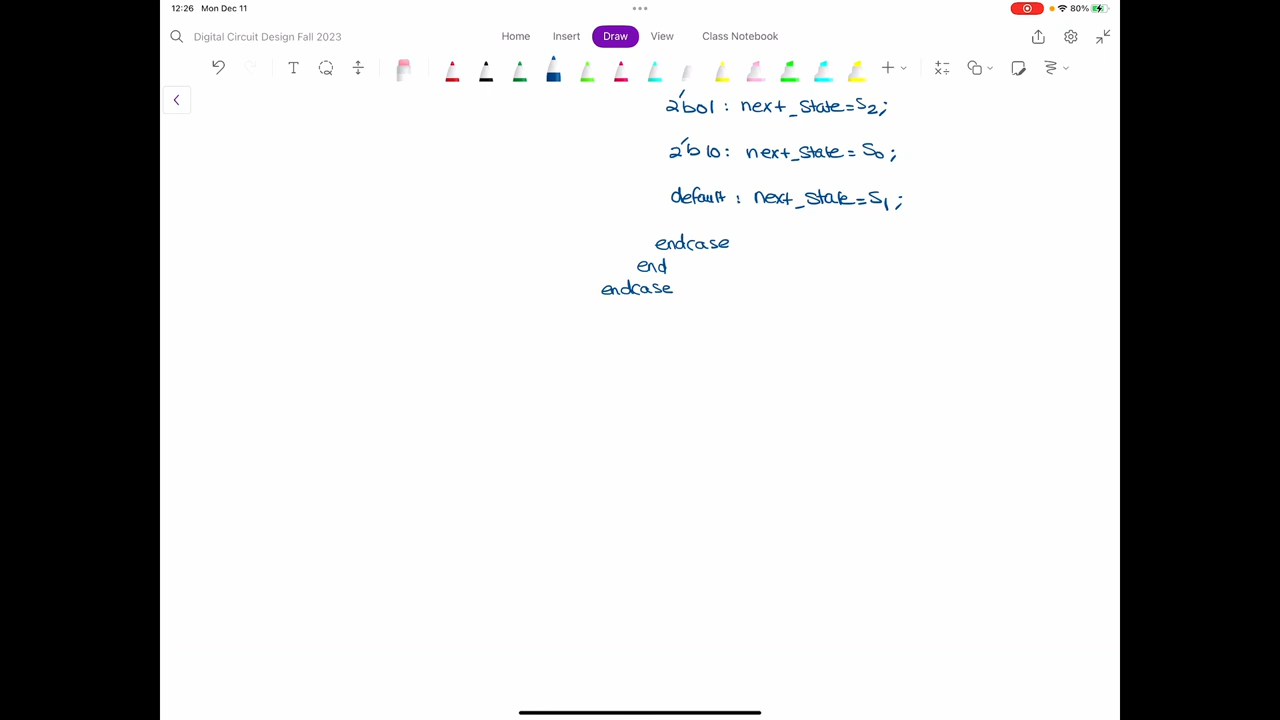 12:26 Mon Dec 11
80%
Digital Circuit Design Fall 2023
Home Insert Draw View Class Notebook
2'b01 : next_state=S2;
2'b10 : next_state = S0;
default : next_state=S1;
endcase
end
endcase